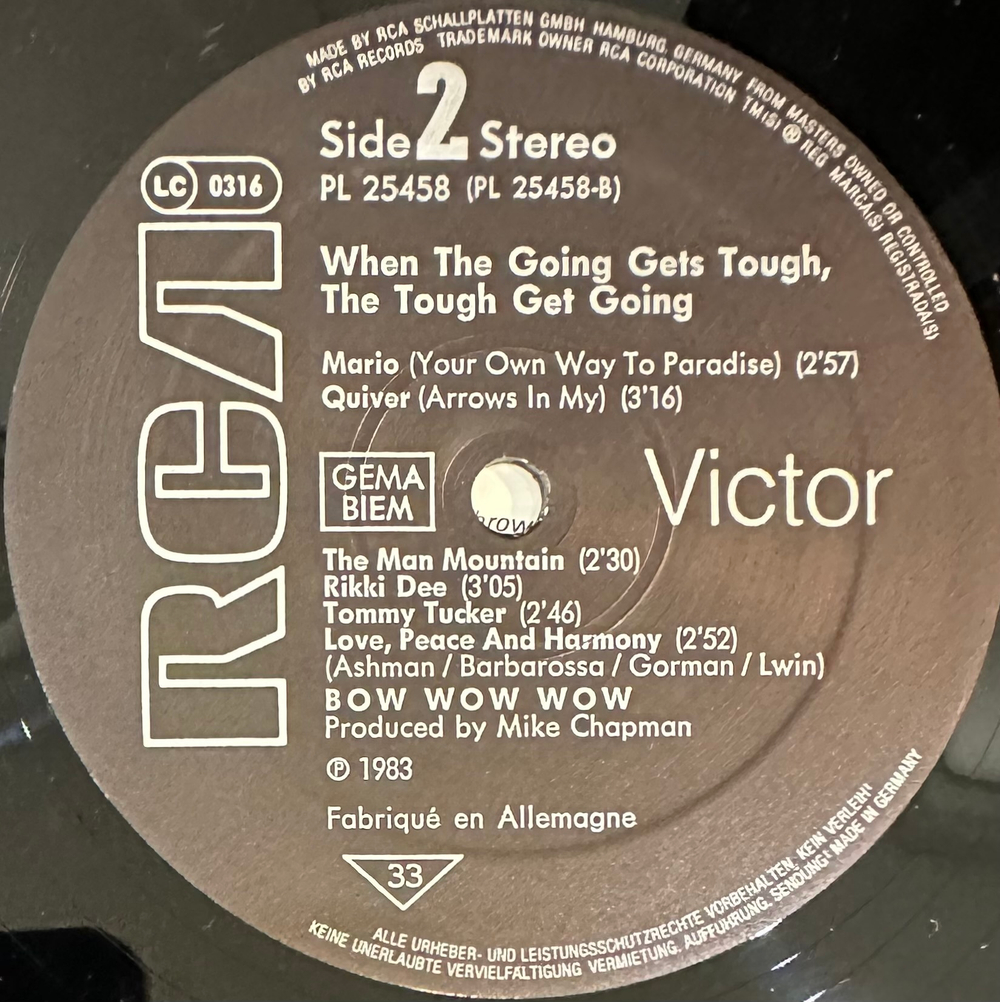 MADE BY RCA SCHALLPLATTEN GMBH HAMBURG, GERMANY FROM MASTERS OWNED OR CONTROLLED
BY RCA RECORDS TRADEMARK OWNER RCA CORPORATION TM(S) ® REG MARCA(S) REGISTRADA(S)
Side 2 Stereo
PL 25458 (PL 25458-B)
LC 0316
RCA
When The Going Gets Tough,
The Tough Get Going
Mario (Your Own Way To Paradise) (2'57)
Quiver (Arrows In My) (3'16)
GEMA
BIEM
Victor
The Man Mountain (2'30)
Rikki Dee (3'05)
Tommy Tucker (2'46)
Love, Peace And Harmony (2'52)
(Ashman / Barbarossa / Gorman / Lwin)
BOW WOW WOW
Produced by Mike Chapman
℗ 1983
Fabriqué en Allemagne
33
ALLE URHEBER- UND LEISTUNGSSCHUTZRECHTE VORBEHALTEN, KEIN VERLEIH!
KEINE UNERLAUBTE VERVIELFÄLTIGUNG VERMIETUNG, AUFFÜHRUNG, SENDUNG! MADE IN GERMANY